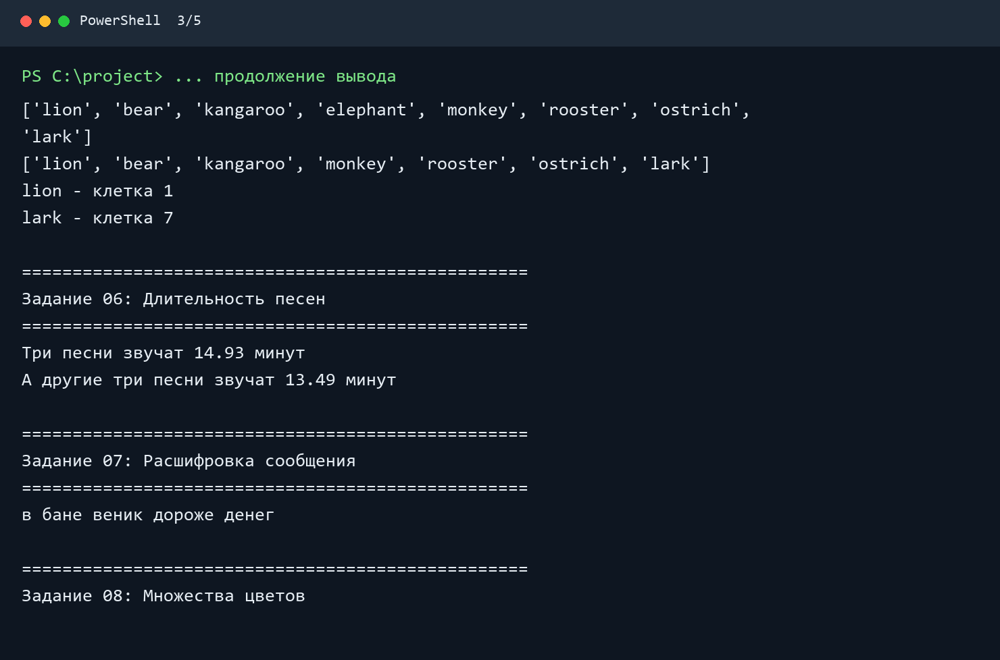 PowerShell 3/5
PS C:\project> ... продолжение вывода
['lion', 'bear', 'kangaroo', 'elephant', 'monkey', 'rooster', 'ostrich',
'lark']
['lion', 'bear', 'kangaroo', 'monkey', 'rooster', 'ostrich', 'lark']
lion - клетка 1
lark - клетка 7
==================================================
Задание 06: Длительность песен
==================================================
Три песни звучат 14.93 минут
А другие три песни звучат 13.49 минут
==================================================
Задание 07: Расшифровка сообщения
==================================================
в бане веник дороже денег
==================================================
Задание 08: Множества цветов